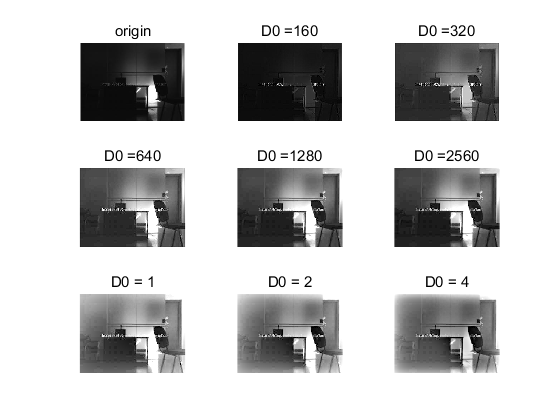 origin
D0 =160
D0 =320
D0 =640
D0 =1280
D0 =2560
D0 = 1
D0 = 2
D0 = 4